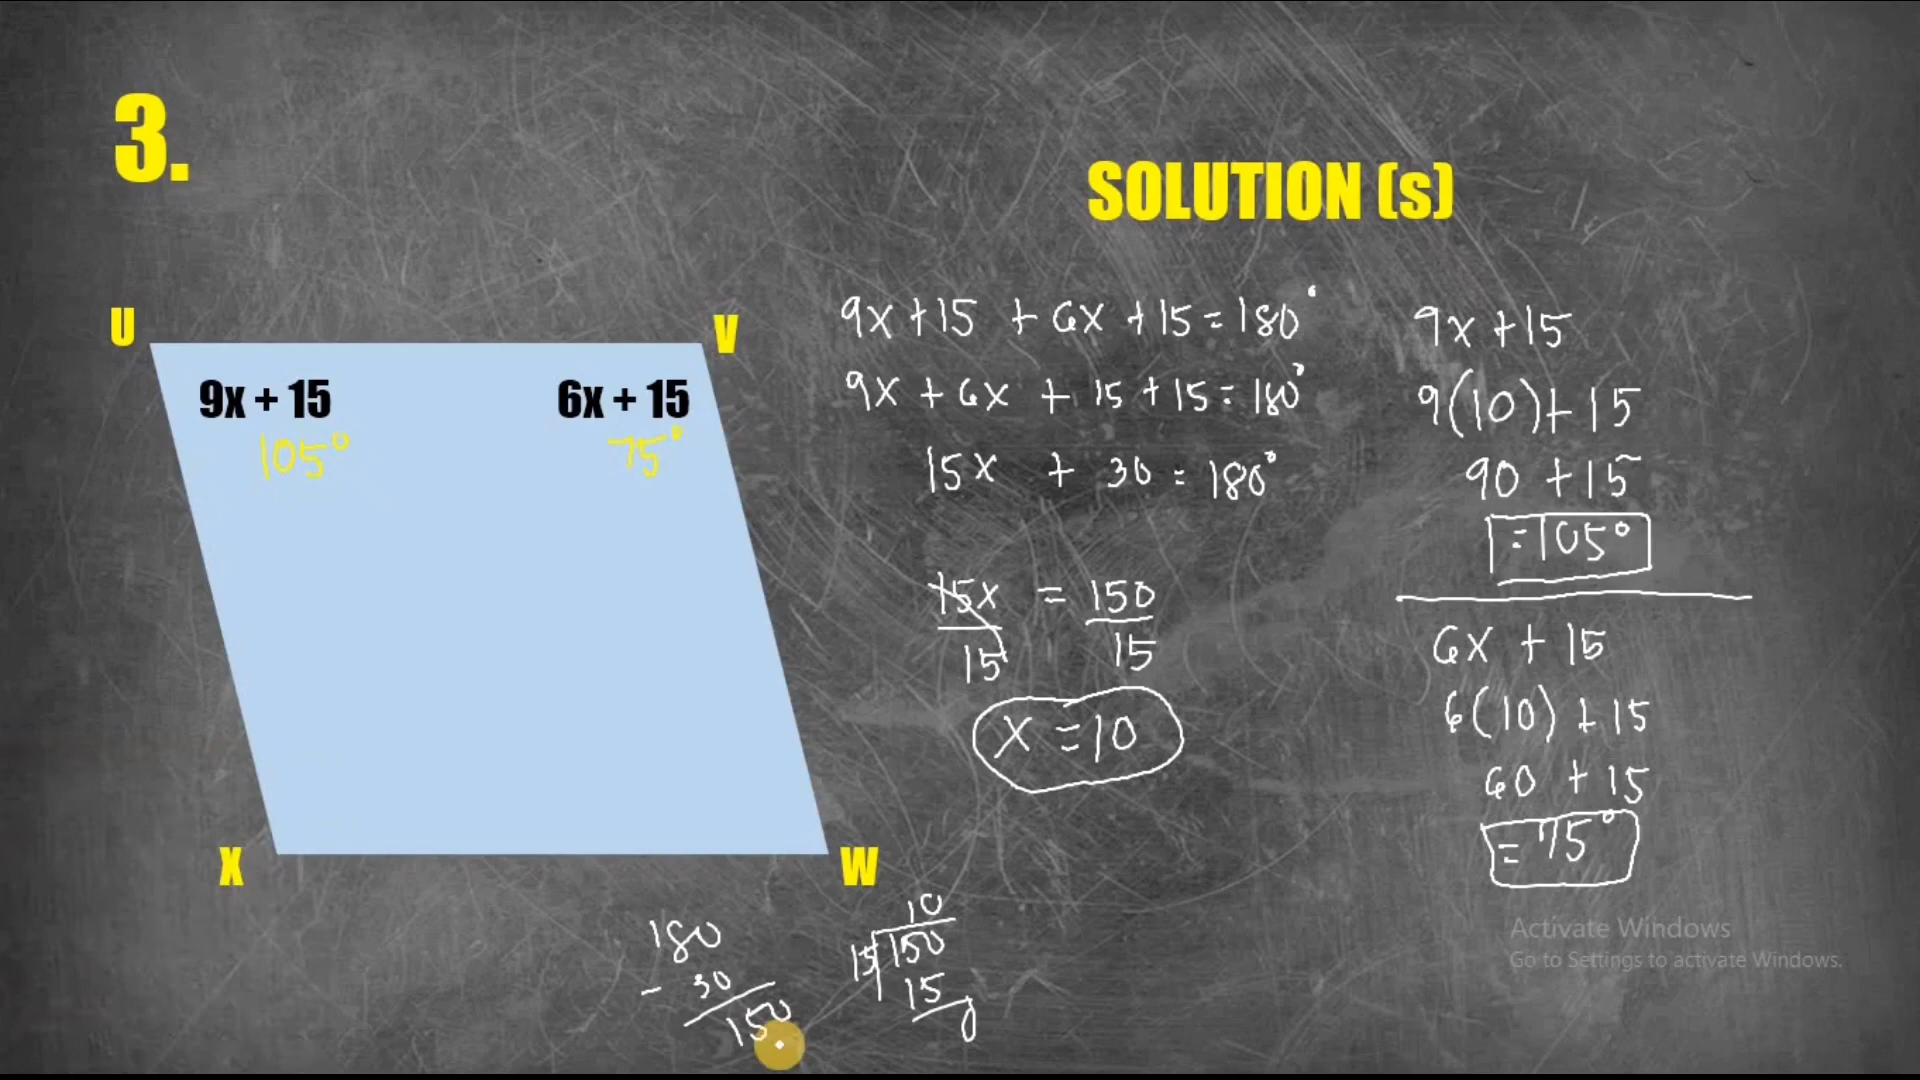 3.
SOLUTION (s)
U
V
9x + 15
6x + 15
105°
75°
X
W
9x + 15 + 6x + 15 = 180°
9x + 6x + 15 + 15 = 180°
15x + 30 = 180°
15x = 150
15 15
x = 10
9x + 15
9(10) + 15
90 + 15
= 105°
6x + 15
6(10) + 15
60 + 15
= 75°
180
- 30
150
10
15 150
15
0
Activate Windows
Go to Settings to activate Windows.